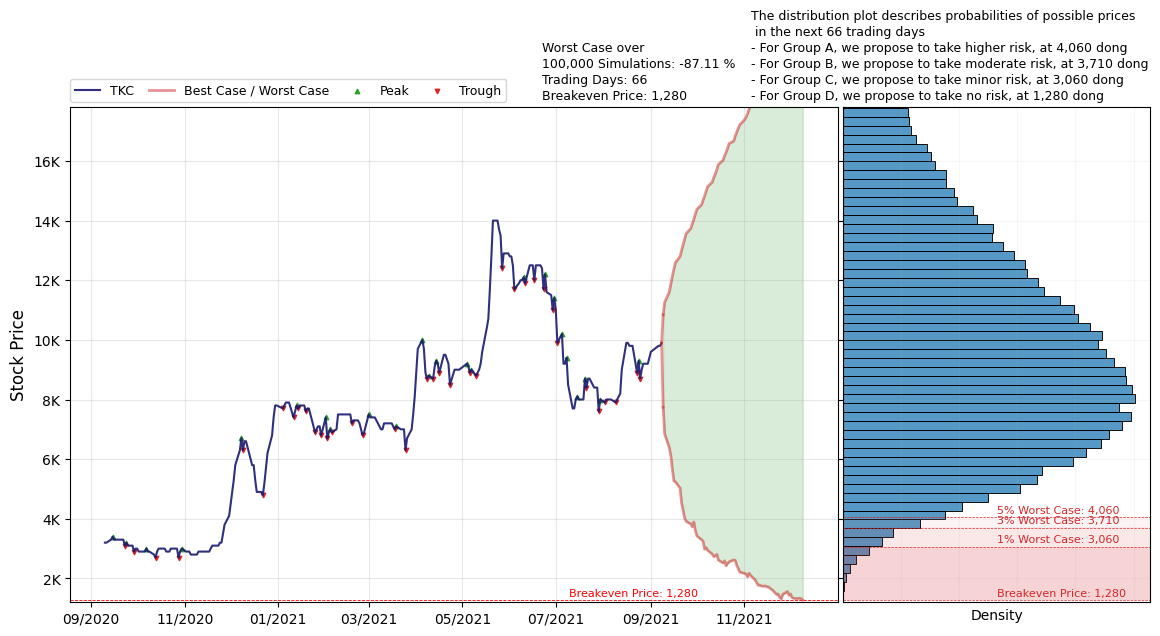 The distribution plot describes probabilities of possible prices
in the next 66 trading days
- For Group A, we propose to take higher risk, at 4,060 dong
- For Group B, we propose to take moderate risk, at 3,710 dong
- For Group C, we propose to take minor risk, at 3,060 dong
- For Group D, we propose to take no risk, at 1,280 dong
Worst Case over
100,000 Simulations: -87.11 %
Trading Days: 66
Breakeven Price: 1,280
TKC Best Case / Worst Case Peak Trough
Stock Price
16K
14K
12K
10K
8K
6K
4K
2K
Breakeven Price: 1,280
09/2020 11/2020 01/2021 03/2021 05/2021 07/2021 09/2021 11/2021
5% Worst Case: 4,060
3% Worst Case: 3,710
1% Worst Case: 3,060
Breakeven Price: 1,280
Density